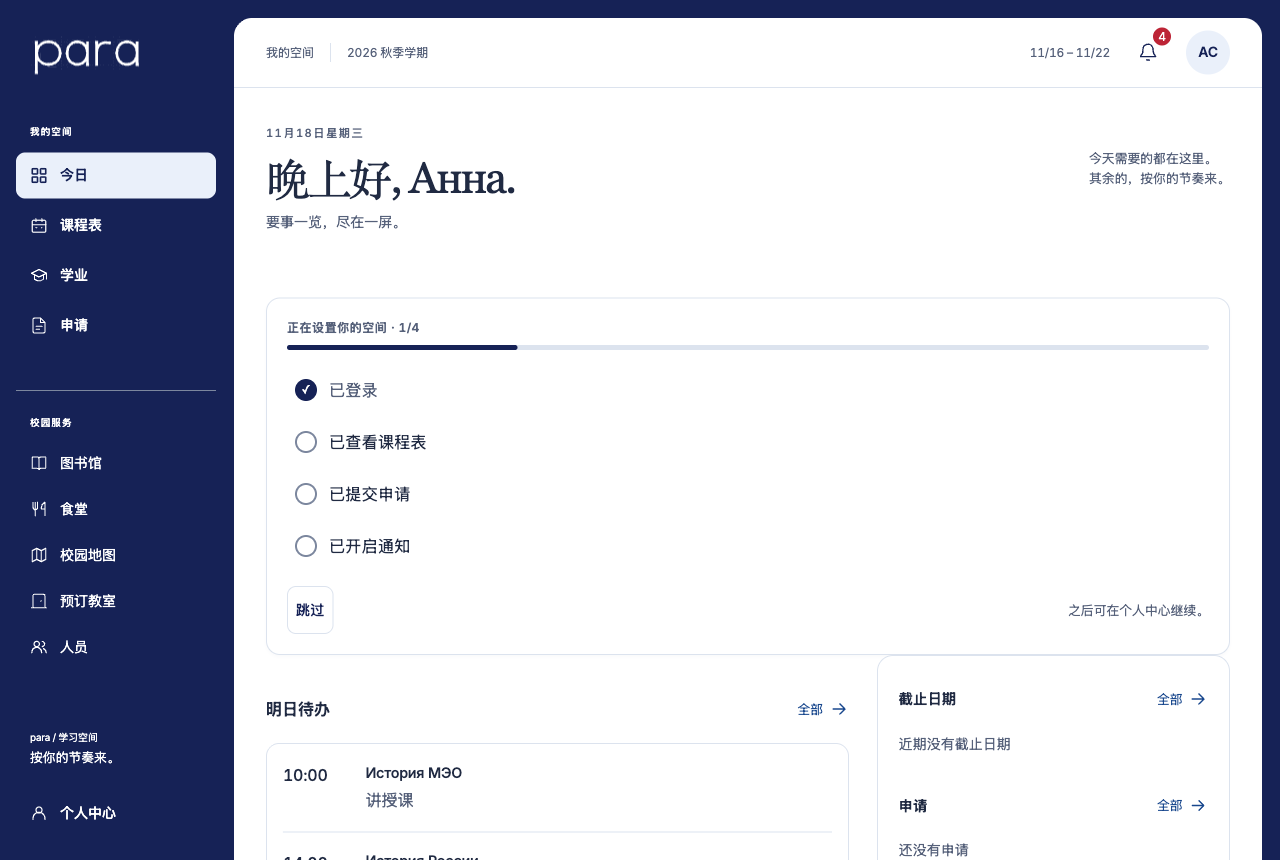 para
我的空间
今日
课程表
学业
申请
校园服务
图书馆
食堂
校园地图
预订教室
人员
para / 学习空间
按你的节奏来。
个人中心
我的空间
2026 秋季学期
11/16 – 11/22
4
AC
11月18日星期三
晚上好, Анна.
要事一览，尽在一屏。
今天需要的都在这里。
其余的，按你的节奏来。
正在设置你的空间 · 1/4
已登录
已查看课程表
已提交申请
已开启通知
跳过
之后可在个人中心继续。
明日待办
全部
10:00
История МЭО
讲授课
14:00
История России
截止日期
全部
近期没有截止日期
申请
全部
还没有申请